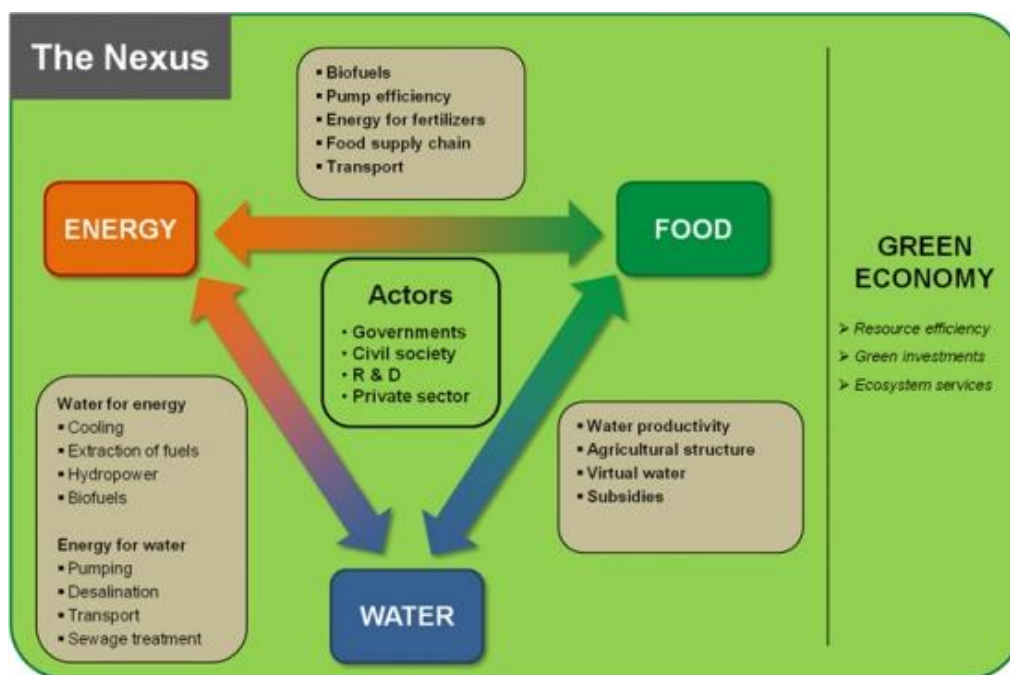 The Nexus
▪ Biofuels
▪ Pump efficiency
▪ Energy for fertilizers
▪ Food supply chain
▪ Transport
ENERGY
FOOD
Actors
• Governments
• Civil society
• R & D
• Private sector
Water for energy
▪ Cooling
▪ Extraction of fuels
▪ Hydropower
▪ Biofuels
Energy for water
▪ Pumping
▪ Desalination
▪ Transport
▪ Sewage treatment
▪ Water productivity
▪ Agricultural structure
▪ Virtual water
▪ Subsidies
WATER
GREEN
ECONOMY
➢ Resource efficiency
➢ Green investments
➢ Ecosystem services